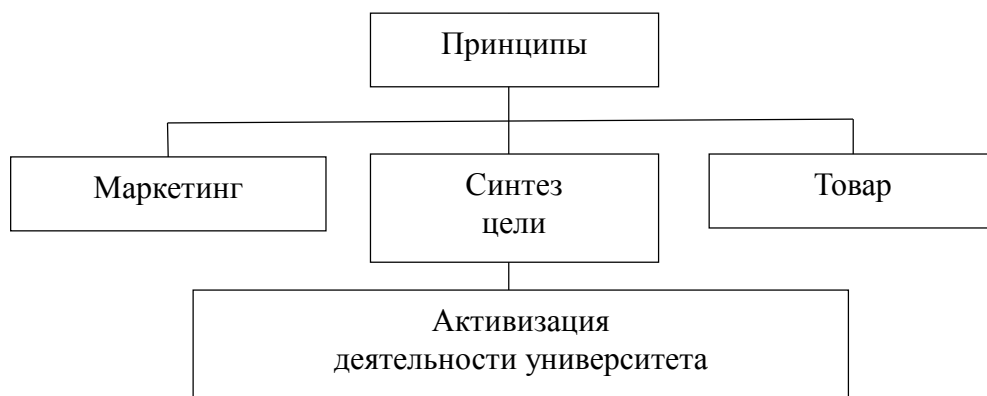 Принципы
Маркетинг
Синтез
цели
Товар
Активизация
деятельности университета